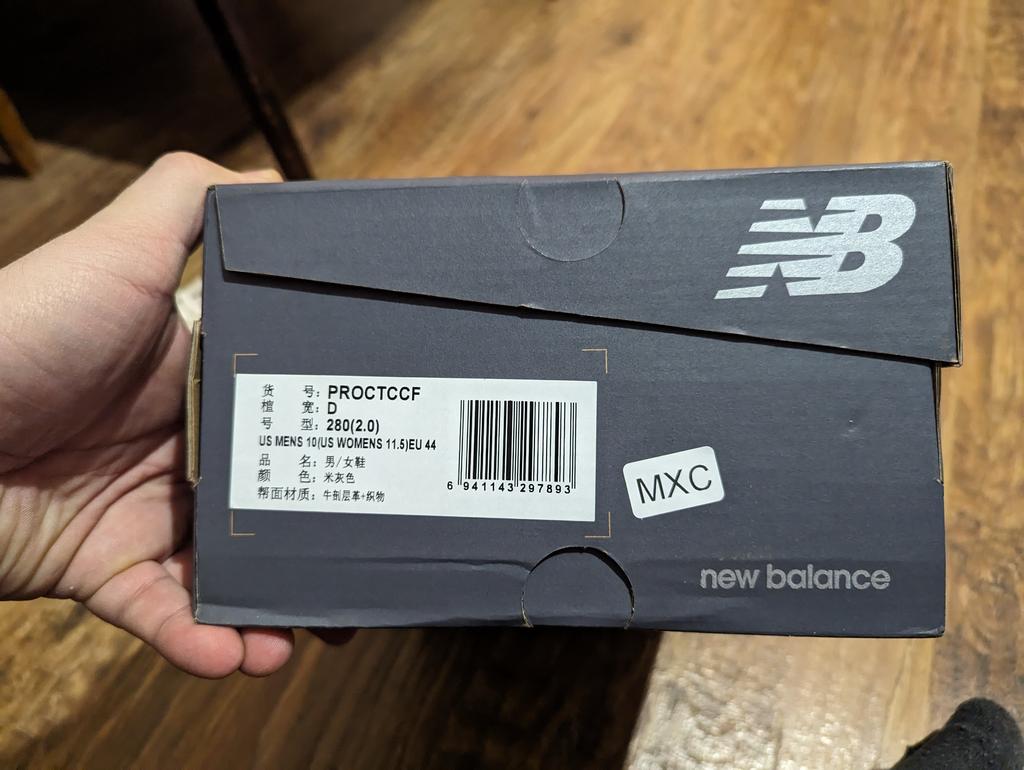 NB
货 号: PROCTCCF
楦 宽: D
号 型: 280(2.0)
US MENS 10(US WOMENS 11.5)EU 44
品 名: 男/女鞋
颜 色: 米灰色
帮面材质: 牛剖层革+织物
6 941143 297893
MXC
new balance